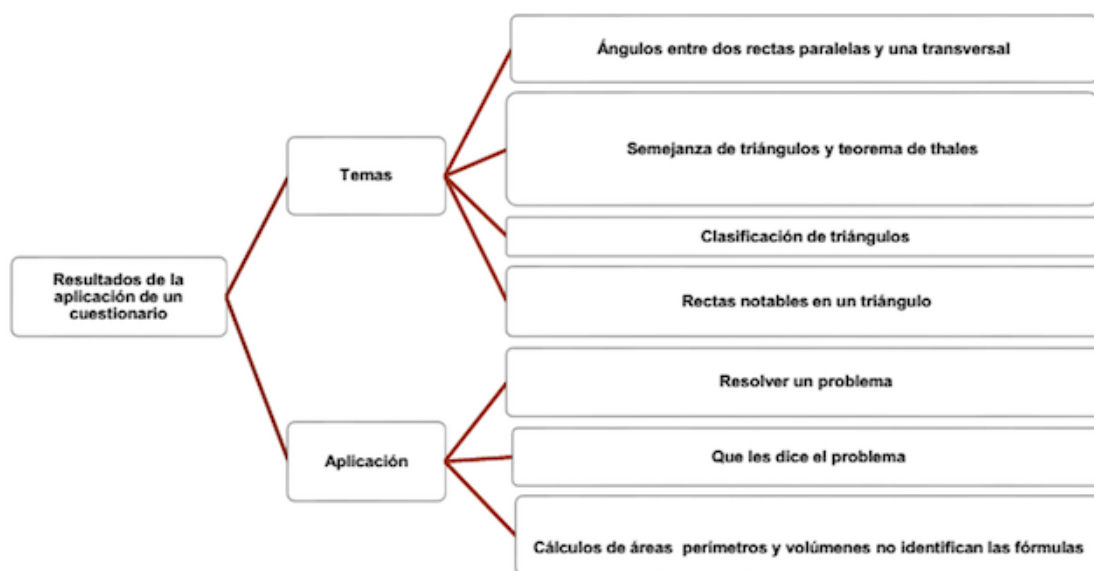 Ángulos entre dos rectas paralelas y una transversal
Semejanza de triángulos y teorema de thales
Temas
Clasificación de triángulos
Resultados de la
aplicación de un
cuestionario
Rectas notables en un triángulo
Resolver un problema
Aplicación
Que les dice el problema
Cálculos de áreas perímetros y volúmenes no identifican las fórmulas